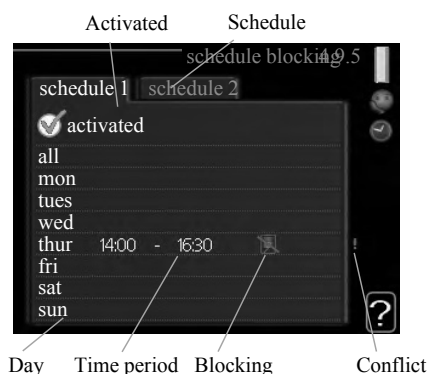 Activated Schedule
schedule blocking 4.9.5
schedule 1 schedule 2
activated
all
mon
tues
wed
thur 14:00 - 16:30 !
fri
sat
sun
?
Day Time period Blocking Conflict